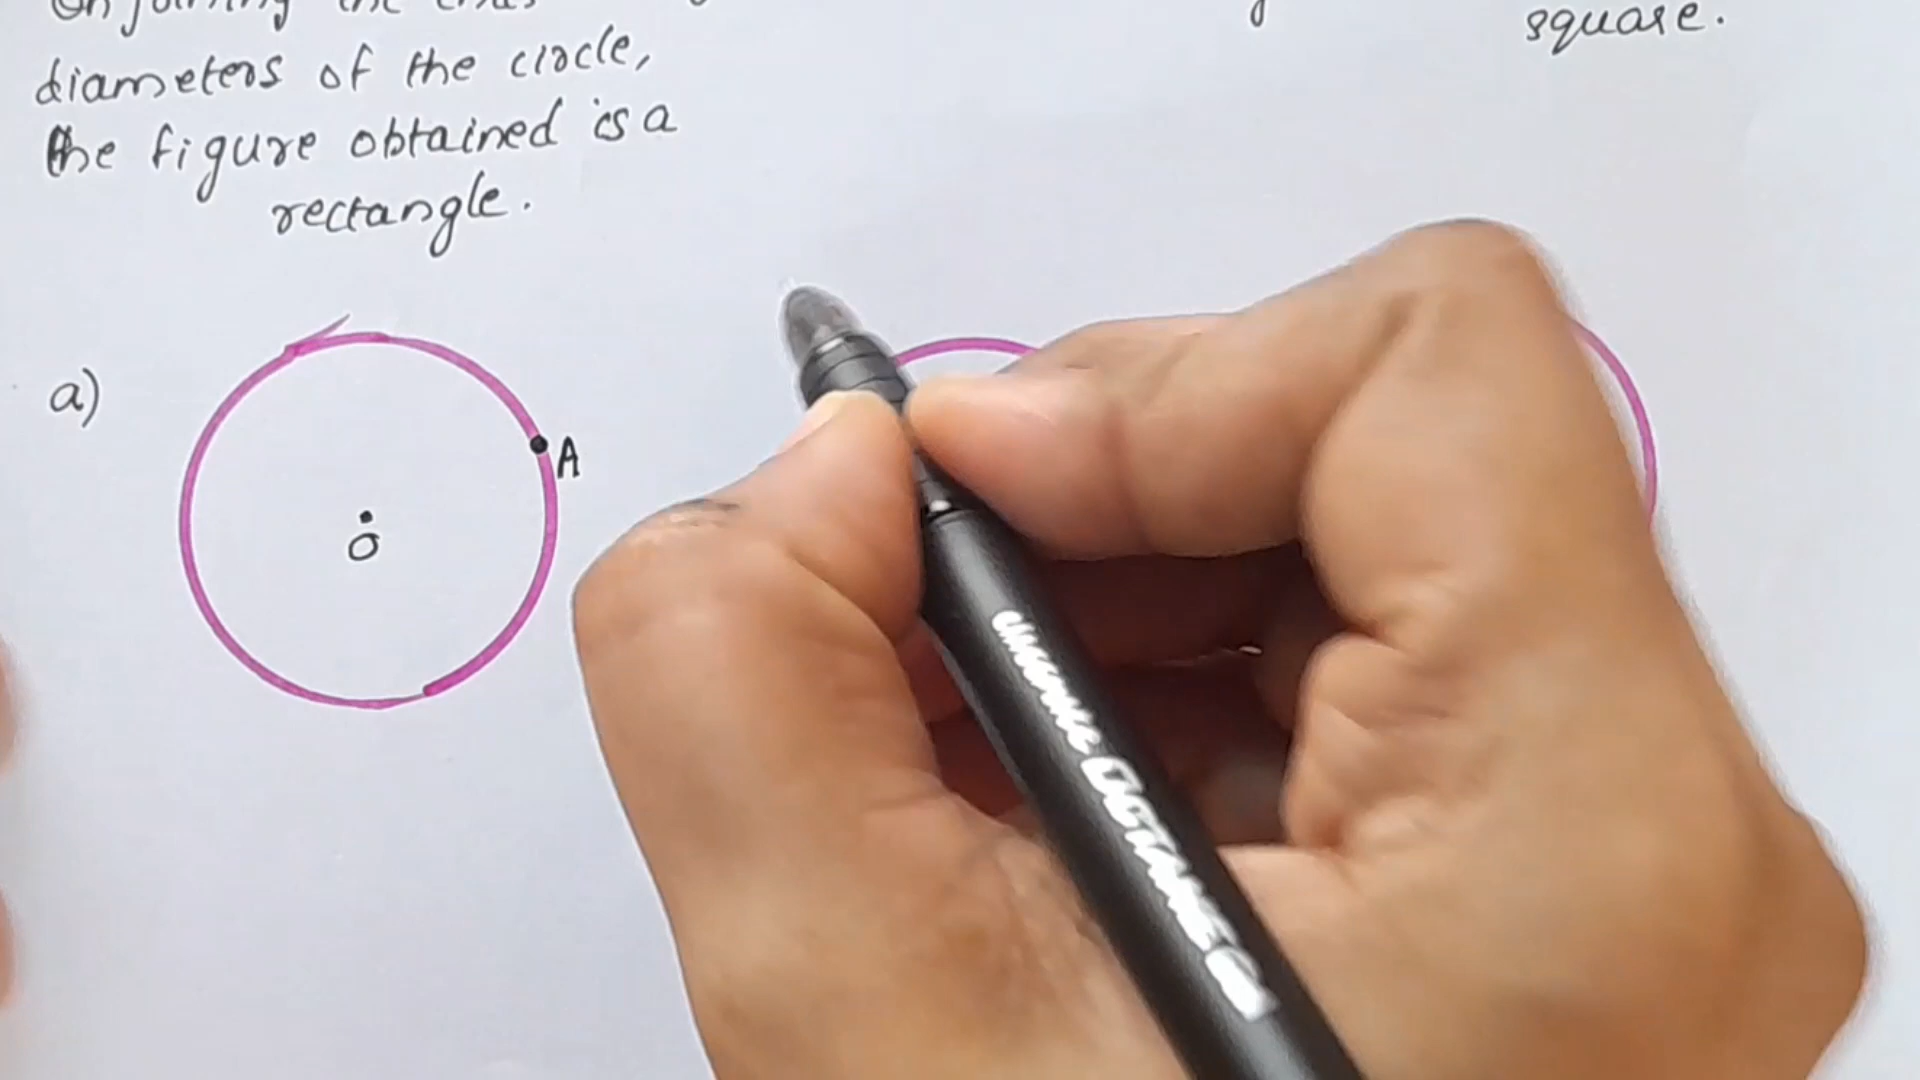 diameters of the circle,
the figure obtained is a
rectangle.
square.
a)
A
O